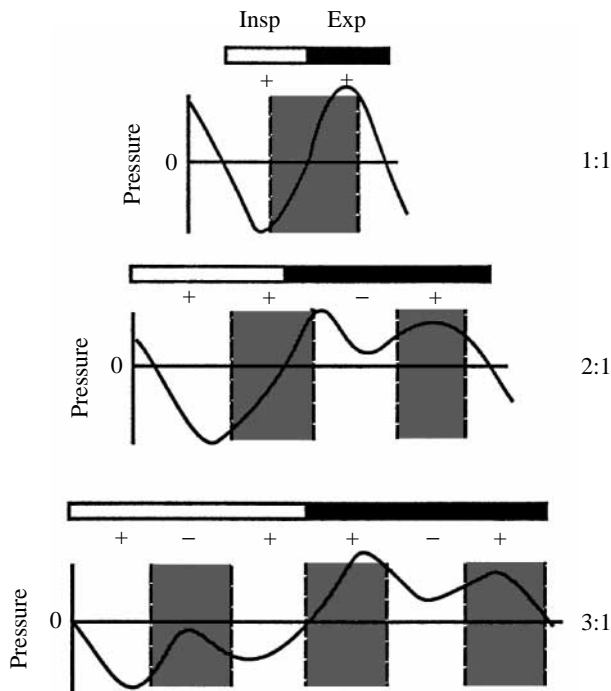 Insp Exp
+ +
Pressure
0
1:1
+ + − +
Pressure
0
2:1
+ − + + − +
Pressure
0
3:1